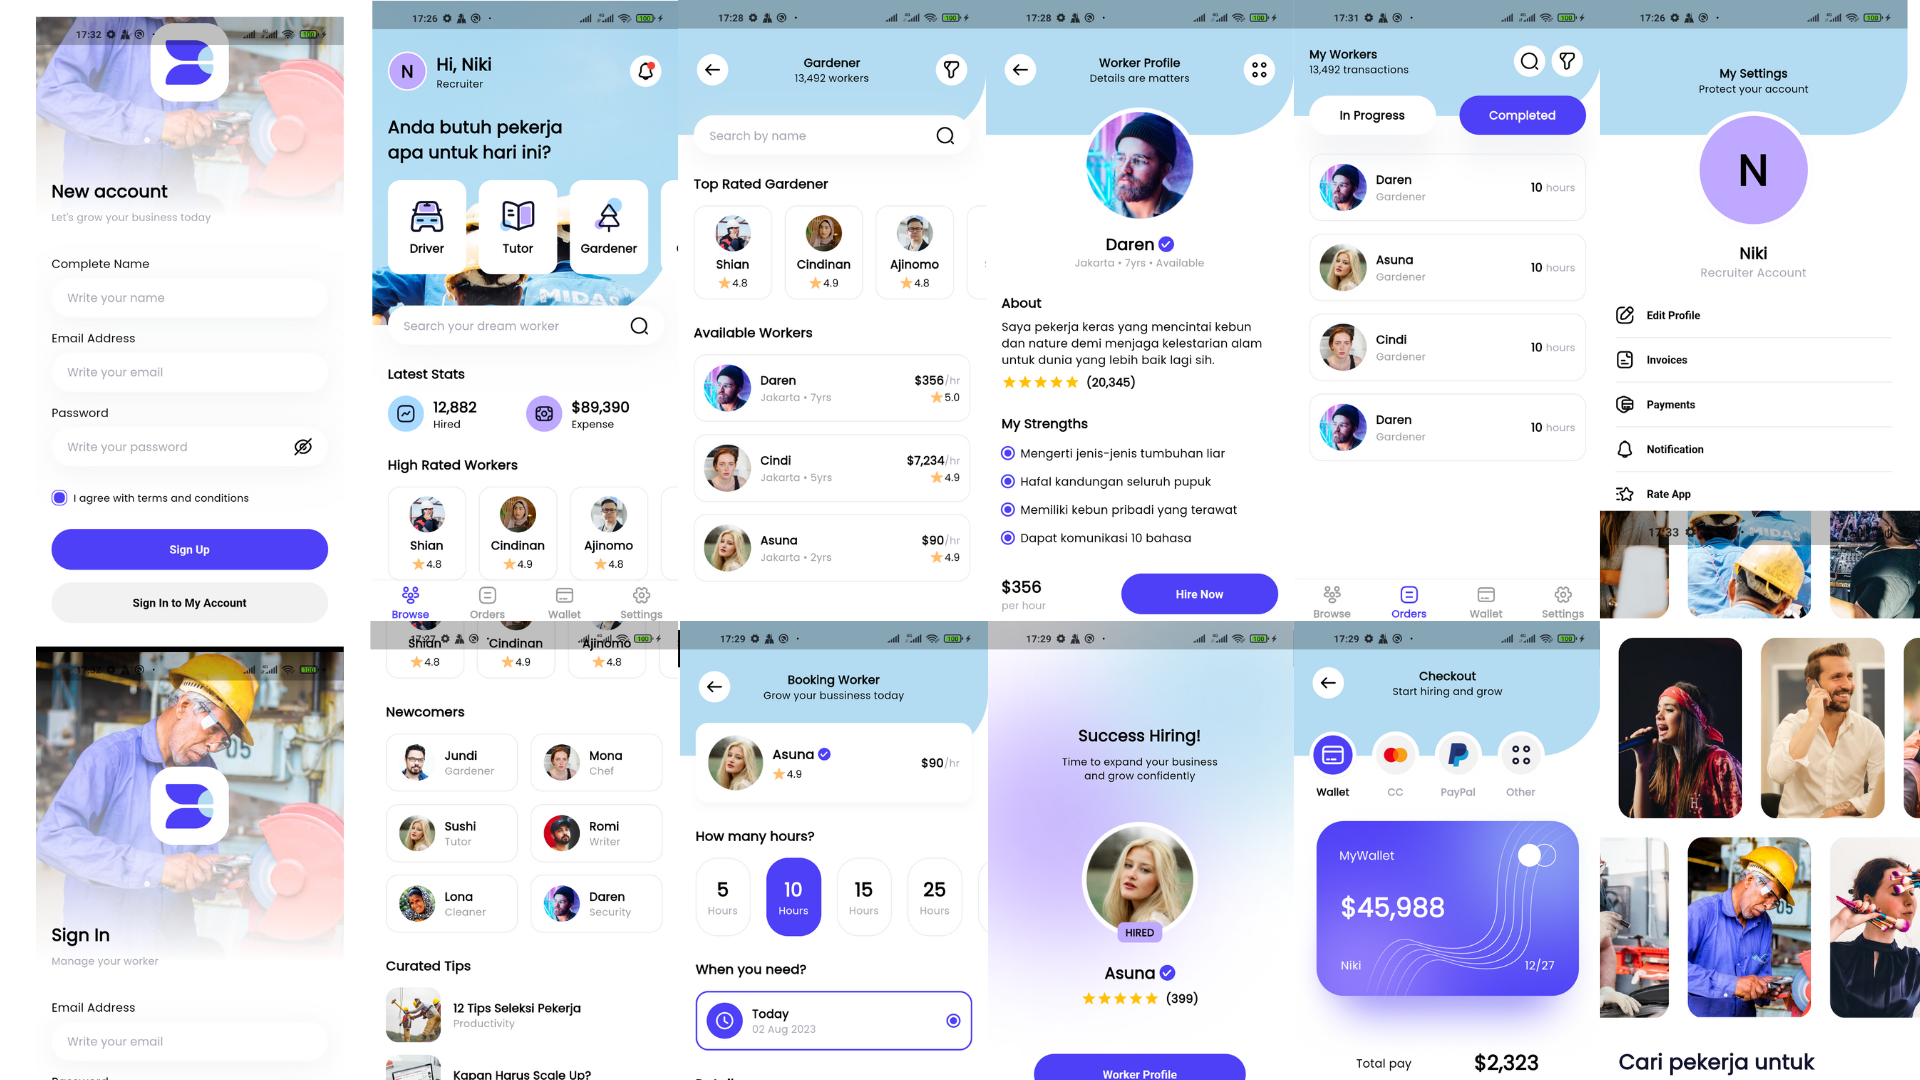 17:32
New account
Let's grow your business today
Complete Name
Write your name
Email Address
Write your email
Password
Write your password
I agree with terms and conditions
Sign Up
Sign In to My Account
Sign In
Manage your worker
Email Address
Write your email
17:26
N
Hi, Niki
Recruiter
Anda butuh pekerja
apa untuk hari ini?
Driver
Tutor
Gardener
MIDAS
Search your dream worker
Latest Stats
12,882
Hired
$89,390
Expense
High Rated Workers
Shian
4.8
Cindinan
4.9
Ajinomo
4.8
Browse
Orders
Wallet
Settings
17:27
Shian
4.8
Cindinan
4.9
Ajinomo
4.8
Newcomers
Jundi
Gardener
Mona
Chef
Sushi
Tutor
Romi
Writer
Lona
Cleaner
Daren
Security
Curated Tips
12 Tips Seleksi Pekerja
Productivity
Kapan Harus Scale Up?
17:28
Gardener
13,492 workers
Search by name
Top Rated Gardener
Shian
4.8
Cindinan
4.9
Ajinomo
4.8
Available Workers
Daren
Jakarta • 7yrs
$356/hr
5.0
Cindi
Jakarta • 5yrs
$7,234/hr
4.9
Asuna
Jakarta • 2yrs
$90/hr
4.9
17:29
Booking Worker
Grow your bussiness today
Asuna
4.9
$90/hr
How many hours?
5
Hours
10
Hours
15
Hours
25
Hours
When you need?
Today
02 Aug 2023
17:28
Worker Profile
Details are matters
Daren
Jakarta • 7yrs • Available
About
Saya pekerja keras yang mencintai kebun
dan nature demi menjaga kelestarian alam
untuk dunia yang lebih baik lagi sih.
(20,345)
My Strengths
Mengerti jenis-jenis tumbuhan liar
Hafal kandungan seluruh pupuk
Memiliki kebun pribadi yang terawat
Dapat komunikasi 10 bahasa
$356
per hour
Hire Now
17:29
Success Hiring!
Time to expand your business
and grow confidently
HIRED
Asuna
(399)
Worker Profile
17:31
My Workers
13,492 transactions
In Progress
Completed
Daren
Gardener
10 hours
Asuna
Gardener
10 hours
Cindi
Gardener
10 hours
Daren
Gardener
10 hours
Browse
Orders
Wallet
Settings
17:29
Checkout
Start hiring and grow
Wallet
CC
PayPal
Other
MyWallet
$45,988
Niki
12/27
Total pay
$2,323
17:26
My Settings
Protect your account
N
Niki
Recruiter Account
Edit Profile
Invoices
Payments
Notification
Rate App
17:33
05
Cari pekerja untuk